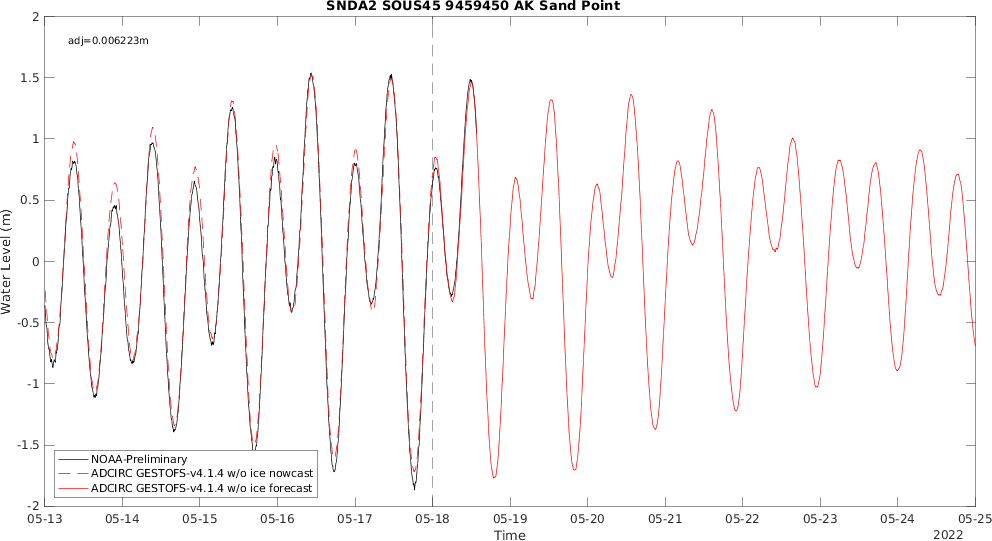 SNDA2 SOUS45 9459450 AK Sand Point
adj=0.006223m
2
1.5
1
0.5
0
-0.5
-1
-1.5
-2
Water Level (m)
NOAA-Preliminary
ADCIRC GESTOFS-v4.1.4 w/o ice nowcast
ADCIRC GESTOFS-v4.1.4 w/o ice forecast
05-13 05-14 05-15 05-16 05-17 05-18 05-19 05-20 05-21 05-22 05-23 05-24 05-25
Time
2022